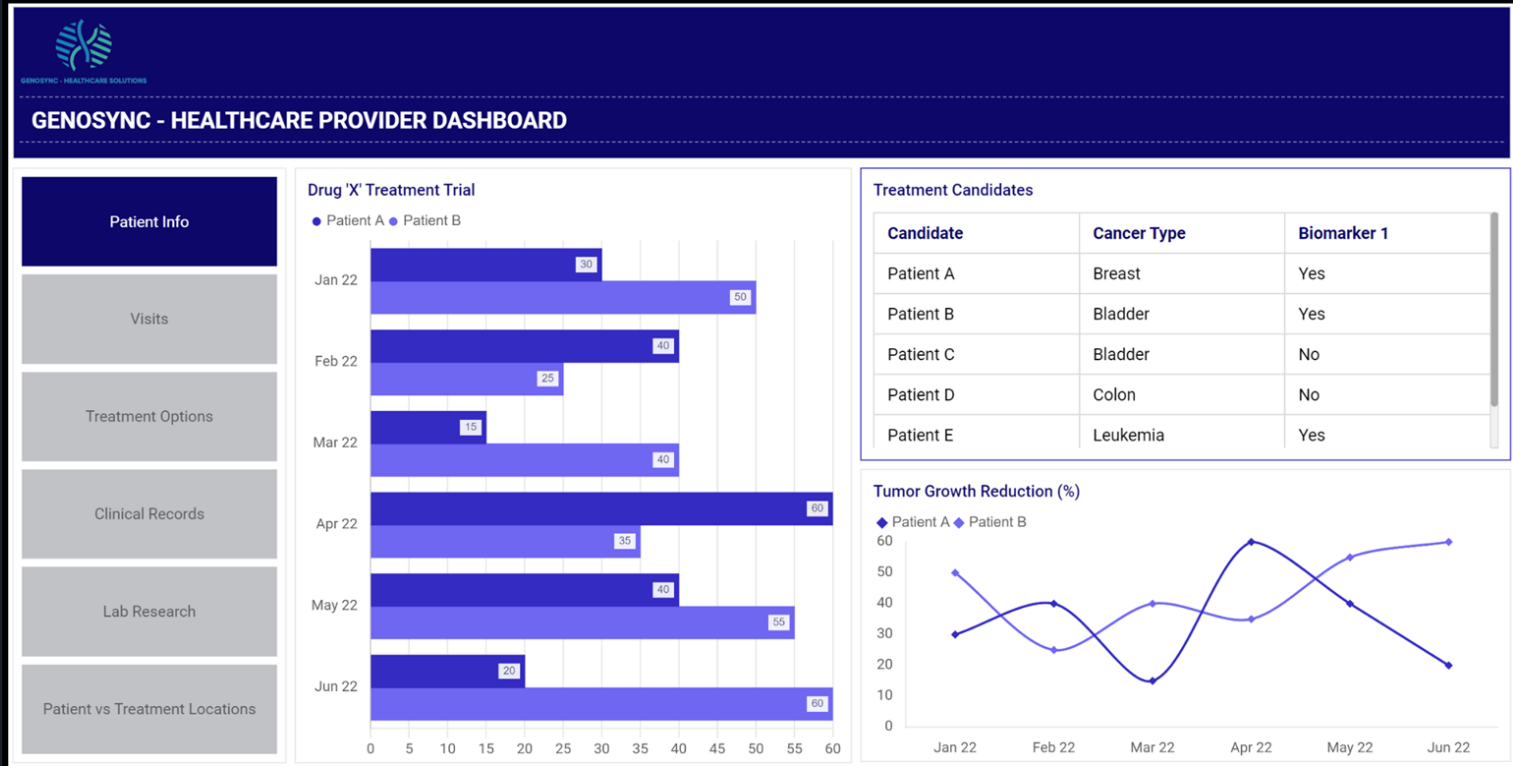 GENOSYNC - HEALTHCARE SOLUTIONS
GENOSYNC - HEALTHCARE PROVIDER DASHBOARD
Patient Info
Visits
Treatment Options
Clinical Records
Lab Research
Patient vs Treatment Locations
Drug 'X' Treatment Trial
Patient A Patient B
Jan 22
30
50
Feb 22
40
25
Mar 22
15
40
Apr 22
60
35
May 22
40
55
Jun 22
20
60
0 5 10 15 20 25 30 35 40 45 50 55 60
Treatment Candidates
Candidate Cancer Type Biomarker 1
Patient A Breast Yes
Patient B Bladder Yes
Patient C Bladder No
Patient D Colon No
Patient E Leukemia Yes
Tumor Growth Reduction (%)
Patient A Patient B
60
50
40
30
20
10
0
Jan 22 Feb 22 Mar 22 Apr 22 May 22 Jun 22